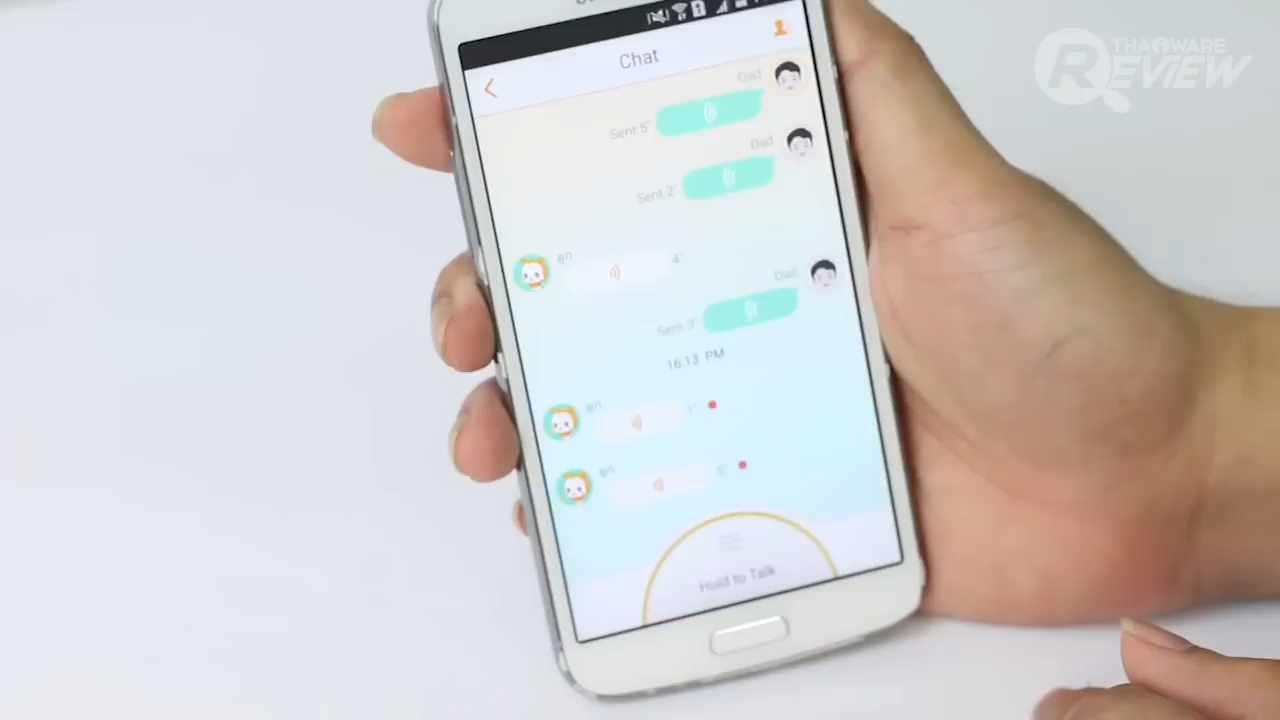 THAIWARE
REVIEW
Chat
Dad
Sent 5"
Dad
Sent 2"
@n
4"
Dad
Sent 3"
16:13 PM
@n
1"
@n
5"
Hold to Talk